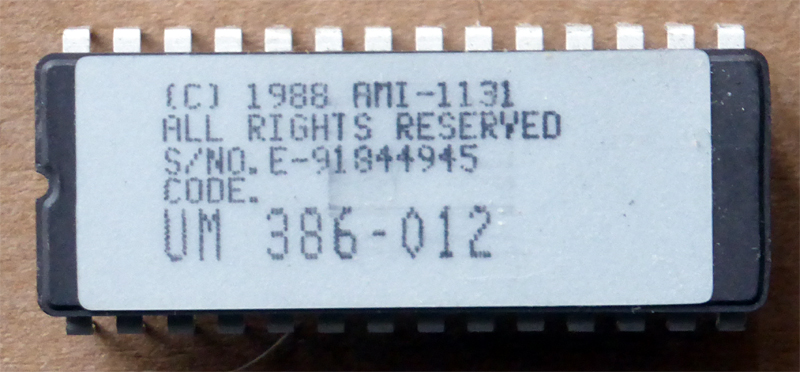 (C) 1988 AMI-1131
ALL RIGHTS RESERVED
S/NO. E-91844945
CODE.
UM 386-012